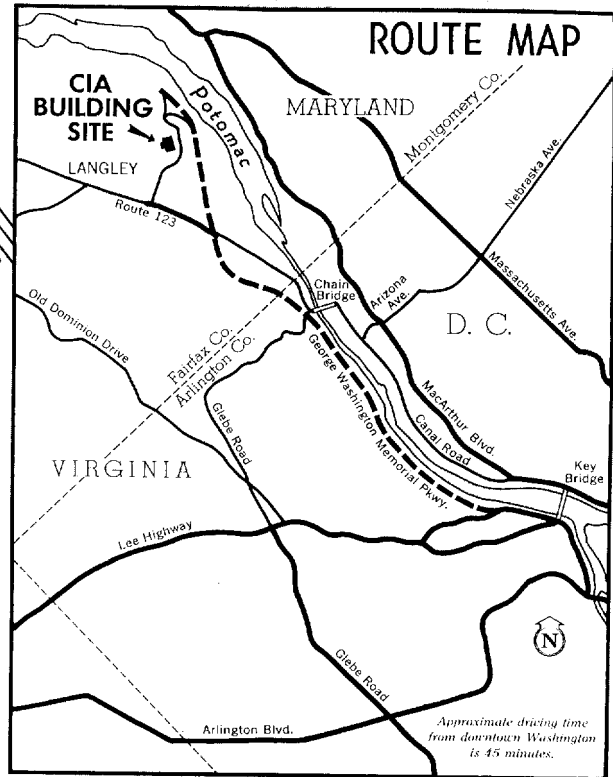 ROUTE MAP
CIA
BUILDING
SITE
Potomac
MARYLAND
Montgomery Co.
Nebraska Ave.
LANGLEY
Route 123
Massachusetts Ave.
Chain
Bridge
Arizona
Ave.
Old Dominion Drive
D. C.
Fairfax Co.
Arlington Co.
George Washington Memorial Pkwy.
MacArthur Blvd.
Canal Road
Glebe Road
VIRGINIA
Key
Bridge
Lee Highway
N
Glebe Road
Arlington Blvd.
Approximate driving time
from downtown Washington
is 45 minutes.